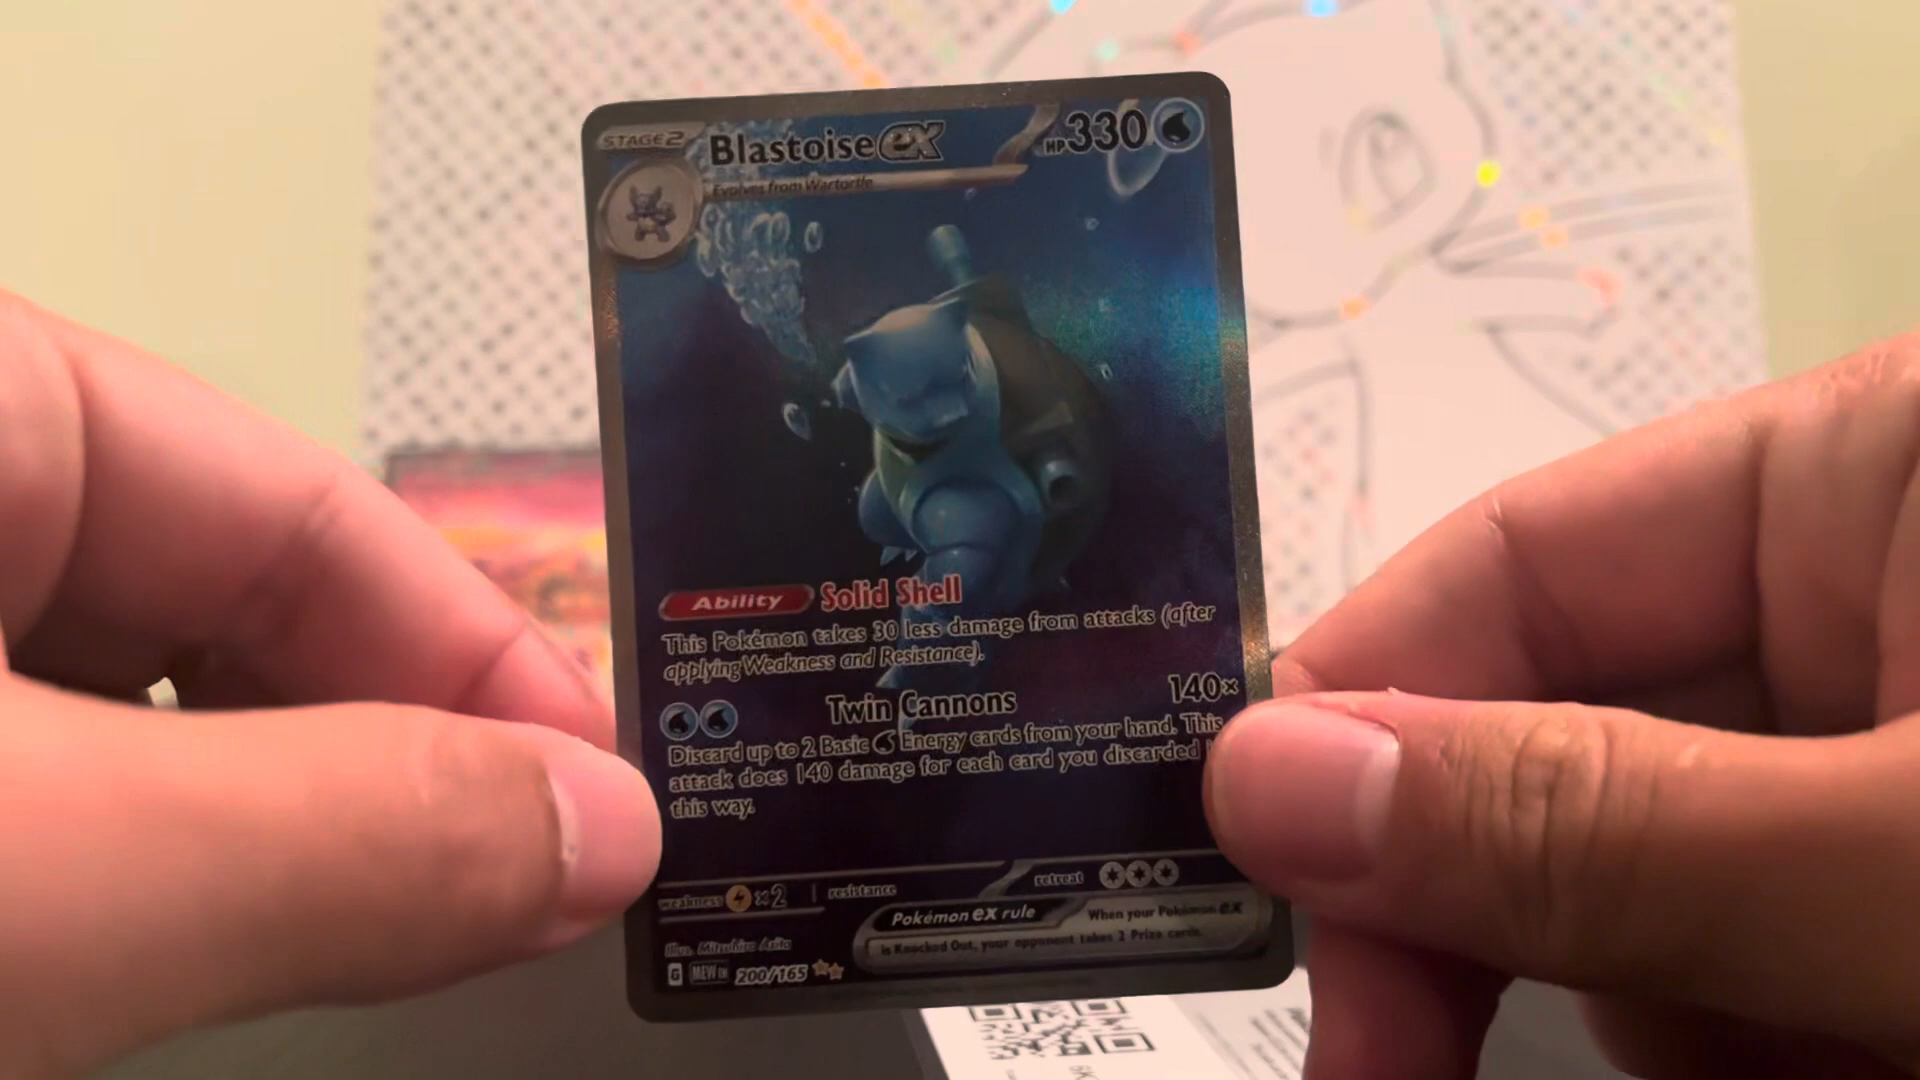 STAGE2 Blastoise ex HP330
Evolves from Wartortle
Ability Solid Shell
This Pokémon takes 30 less damage from attacks (after
applying Weakness and Resistance).
Twin Cannons 140×
Discard up to 2 Basic Energy cards from your hand. This
attack does 140 damage for each card you discarded
this way.
weakness ×2 resistance retreat
Pokémon ex rule When your Pokémon ex
is Knocked Out, your opponent takes 2 Prize cards.
Illus. Mitsuhiro Arita
G MEW EN 200/165